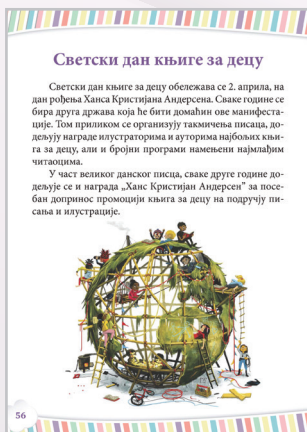 Светски дан књиге за децу
Светски дан књиге за децу обележава се 2. априла, на
дан рођења Ханса Кристијана Андерсена. Сваке године се
бира друга држава која ће бити домаћин ове манифеста-
ције. Том приликом се организују такмичења писаца, до-
дељују награде илустраторима и ауторима најбољих књи-
га за децу, али и бројни програми намењени најмлађим
читаоцима.
У част великог данског писца, сваке друге године до-
дељује се и награда „Ханс Кристијан Андерсен” за посе-
бан допринос промоцији књига за децу на подручју пи-
сања и илустрације.
56